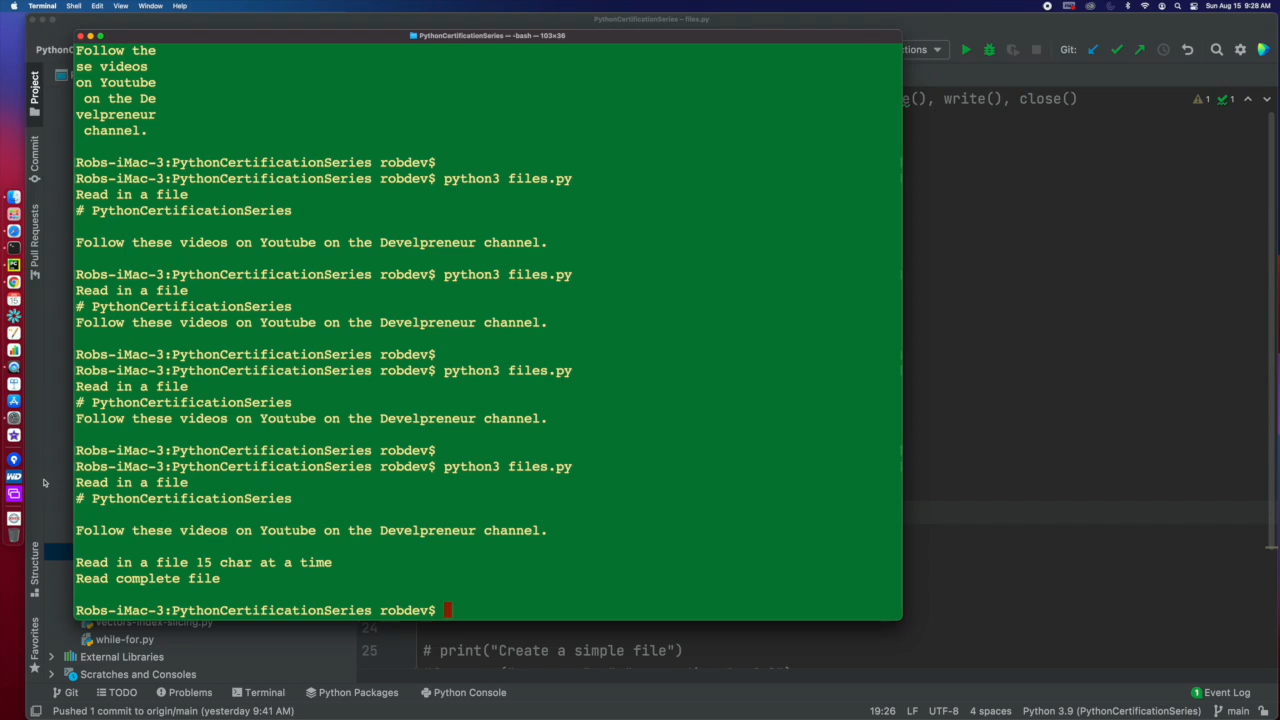 Terminal Shell Edit View Window Help
Sun Aug 15 9:28 AM
PythonCertificationSeries – files.py
PythonCertificationSeries — -bash — 103×36
Follow the
se videos
on Youtube
on the De
velpreneur
channel.
Robs-iMac-3:PythonCertificationSeries robdev$
Robs-iMac-3:PythonCertificationSeries robdev$ python3 files.py
Read in a file
# PythonCertificationSeries
Follow these videos on Youtube on the Develpreneur channel.
Robs-iMac-3:PythonCertificationSeries robdev$ python3 files.py
Read in a file
# PythonCertificationSeries
Follow these videos on Youtube on the Develpreneur channel.
Robs-iMac-3:PythonCertificationSeries robdev$
Robs-iMac-3:PythonCertificationSeries robdev$ python3 files.py
Read in a file
# PythonCertificationSeries
Follow these videos on Youtube on the Develpreneur channel.
Robs-iMac-3:PythonCertificationSeries robdev$
Robs-iMac-3:PythonCertificationSeries robdev$ python3 files.py
Read in a file
# PythonCertificationSeries
Follow these videos on Youtube on the Develpreneur channel.
Read in a file 15 char at a time
Read complete file
Robs-iMac-3:PythonCertificationSeries robdev$
Git:
write(), close()
1 1
Project
Commit
Pull Requests
Structure
Favorites
while-for.py
External Libraries
Scratches and Consoles
24
25 # print("Create a simple file")
Git TODO Problems Terminal Python Packages Python Console
1 Event Log
Pushed 1 commit to origin/main (yesterday 9:41 AM)
19:26 LF UTF-8 4 spaces Python 3.9 (PythonCertificationSeries) main